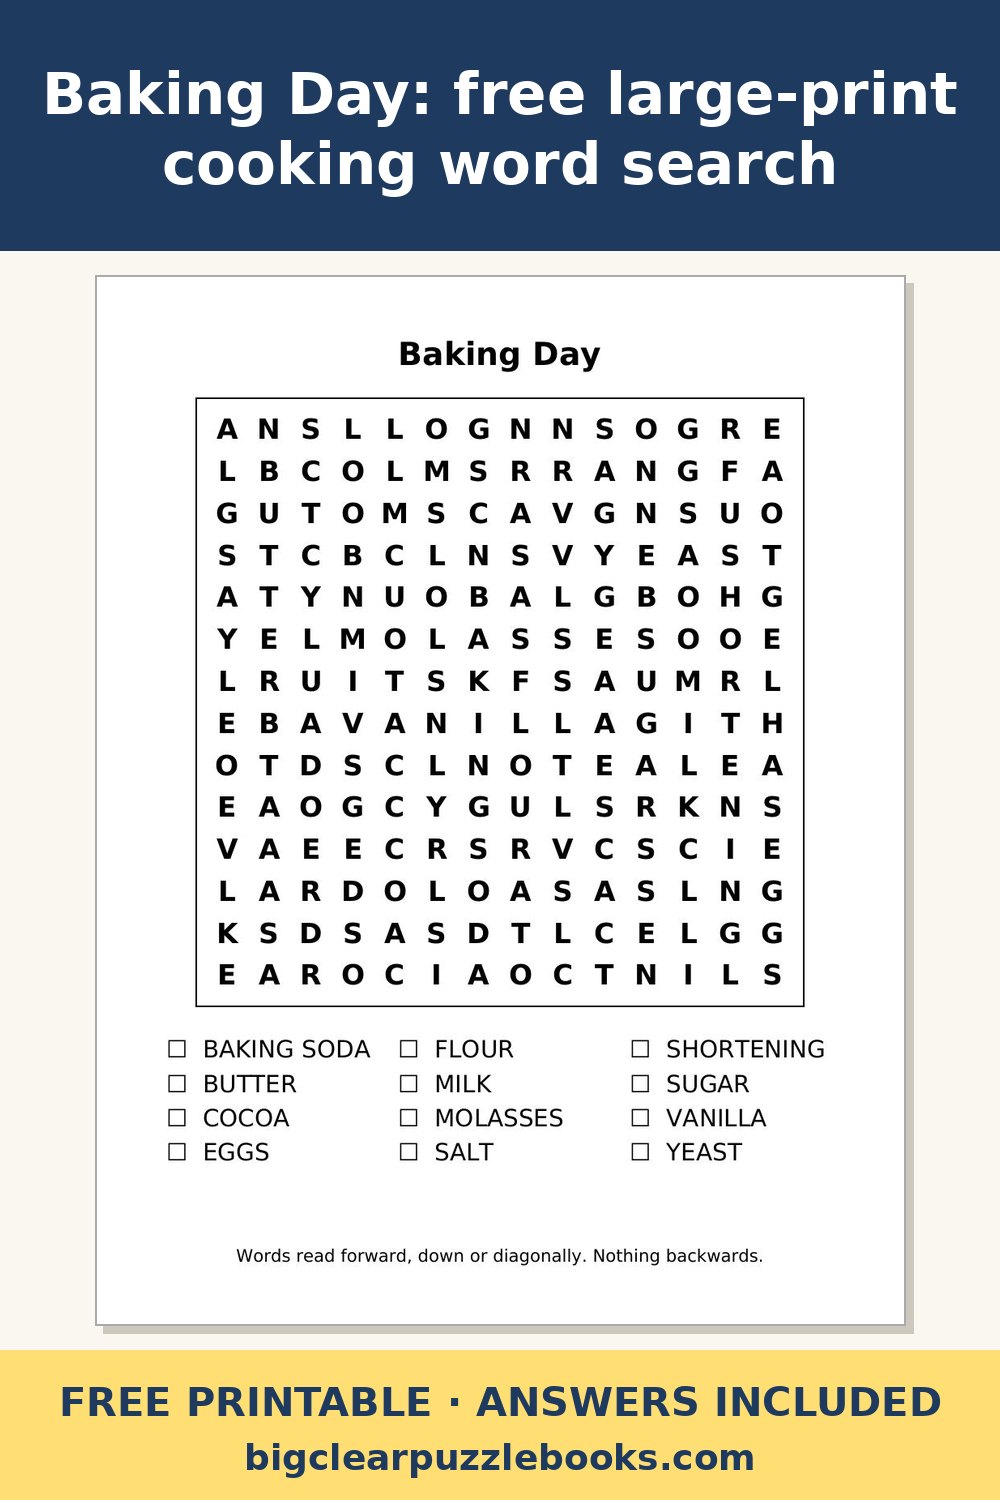 Baking Day: free large-print
cooking word search
Baking Day
A N S L L O G N N S O G R E
L B C O L M S R R A N G F A
G U T O M S C A V G N S U O
S T C B C L N S V Y E A S T
A T Y N U O B A L G B O H G
Y E L M O L A S S E S O O E
L R U I T S K F S A U M R L
E B A V A N I L L A G I T H
O T D S C L N O T E A L E A
E A O G C Y G U L S R K N S
V A E E C R S R V C S C I E
L A R D O L O A S A S L N G
K S D S A S D T L C E L G G
E A R O C I A O C T N I L S
☐ BAKING SODA ☐ FLOUR ☐ SHORTENING
☐ BUTTER ☐ MILK ☐ SUGAR
☐ COCOA ☐ MOLASSES ☐ VANILLA
☐ EGGS ☐ SALT ☐ YEAST
Words read forward, down or diagonally. Nothing backwards.
FREE PRINTABLE · ANSWERS INCLUDED
bigclearpuzzlebooks.com